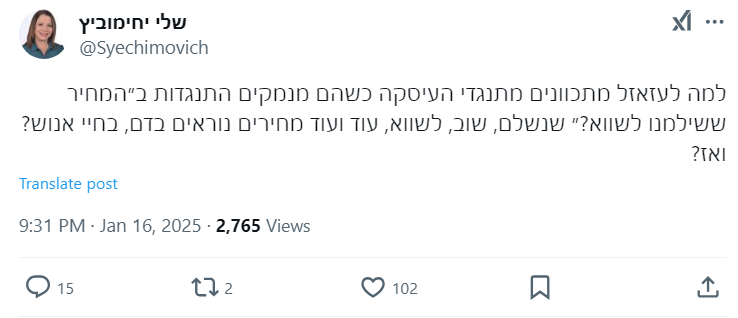 שלי יחימוביץ
@Syechimovich
למה לעזאזל מתכוונים מתנגדי העיסקה כשהם מנמקים התנגדות ב״המחיר
ששילמנו לשווא?״ שנשלם, שוב, לשווא, עוד ועוד מחירים נוראים בדם, בחיי אנוש?
ואז?
Translate post
9:31 PM · Jan 16, 2025 · 2,765 Views
15 2 102